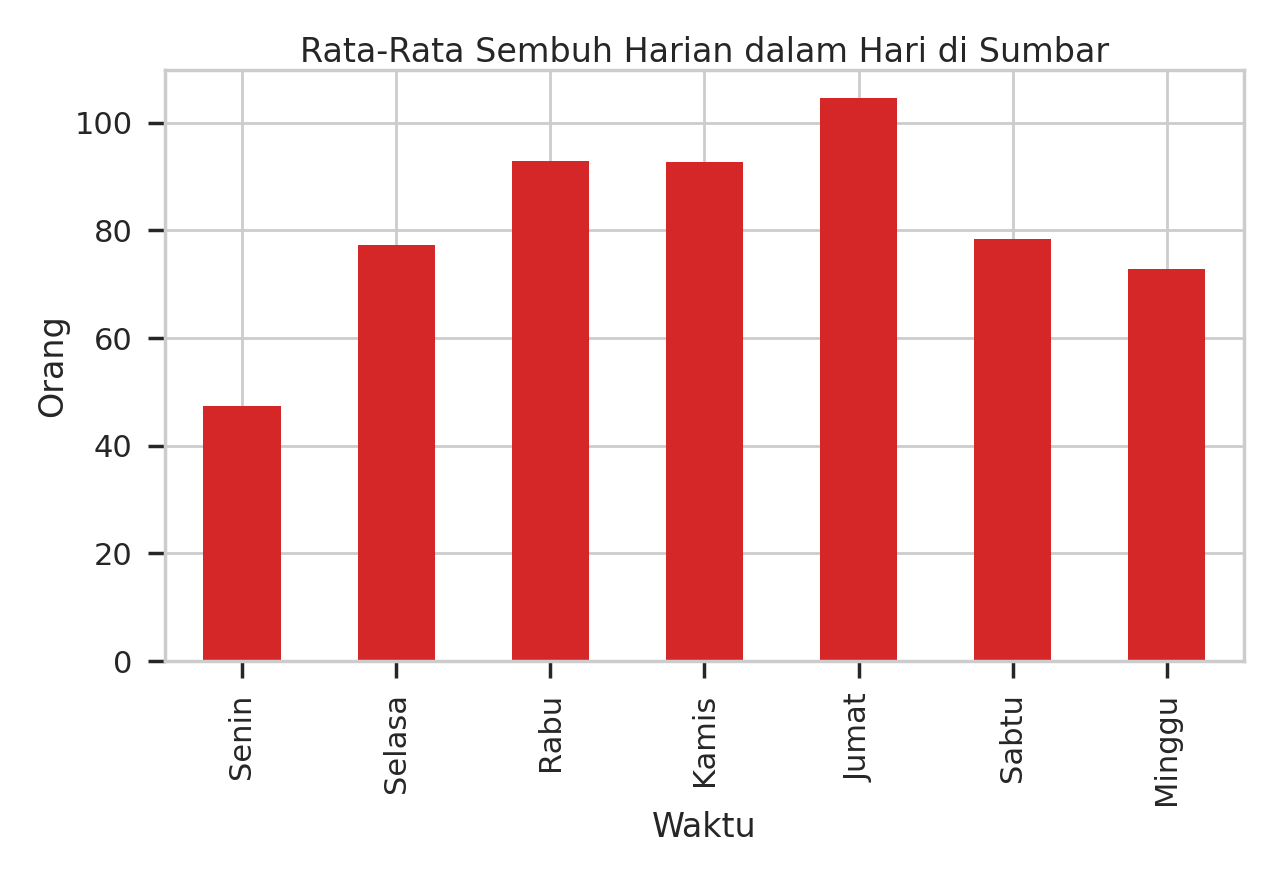 Rata-Rata Sembuh Harian dalam Hari di Sumbar
Orang
100
80
60
40
20
0
Senin
Selasa
Rabu
Kamis
Jumat
Sabtu
Minggu
Waktu